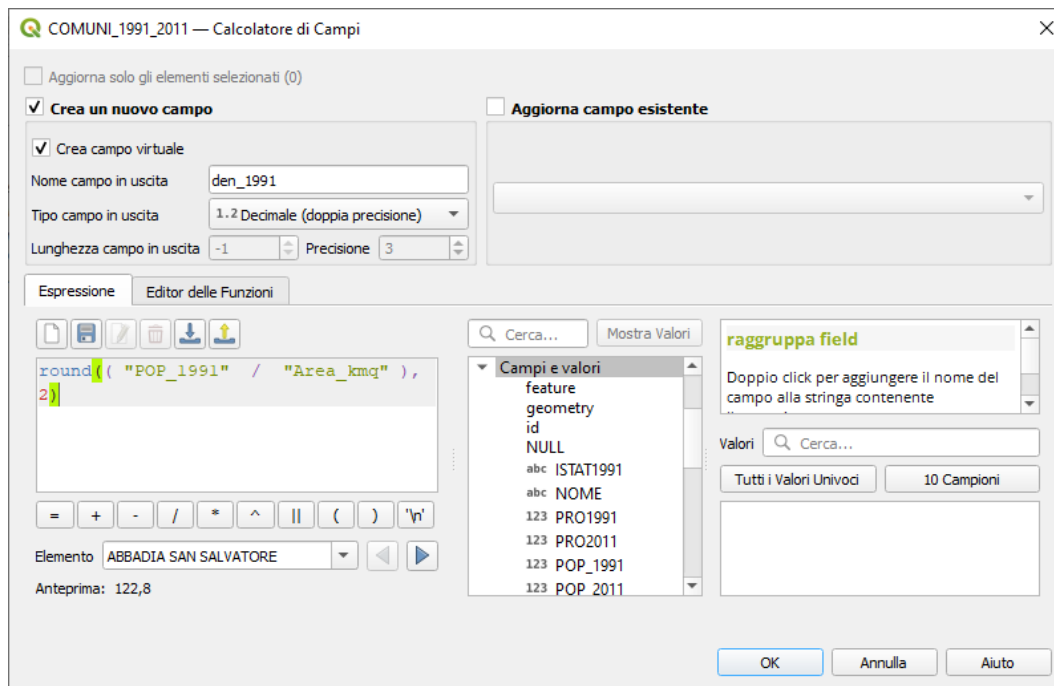 COMUNI_1991_2011 — Calcolatore di Campi
Aggiorna solo gli elementi selezionati (0)
Crea un nuovo campo
Aggiorna campo esistente
Crea campo virtuale
Nome campo in uscita den_1991
Tipo campo in uscita 1.2 Decimale (doppia precisione)
Lunghezza campo in uscita -1 Precisione 3
Espressione Editor delle Funzioni
round(( "POP_1991" / "Area_kmq" ),
2)
= + - / * ^ || ( ) '\n'
Elemento ABBADIA SAN SALVATORE
Anteprima: 122,8
Cerca... Mostra Valori
Campi e valori
feature
geometry
id
NULL
abc ISTAT1991
abc NOME
123 PRO1991
123 PRO2011
123 POP_1991
123 POP_2011
raggruppa field
Doppio click per aggiungere il nome del
campo alla stringa contenente
Valori Cerca...
Tutti i Valori Univoci 10 Campioni
OK Annulla Aiuto